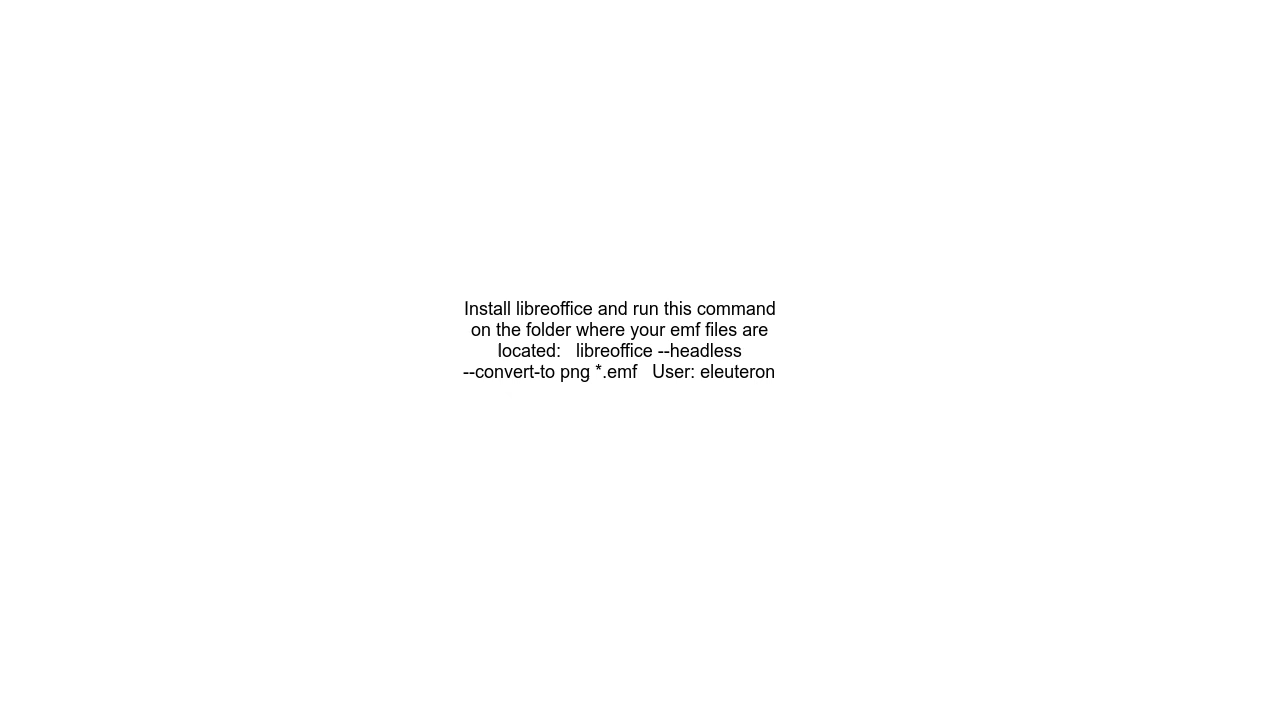 Install libreoffice and run this command
on the folder where your emf files are
located:   libreoffice --headless
--convert-to png *.emf   User: eleuteron